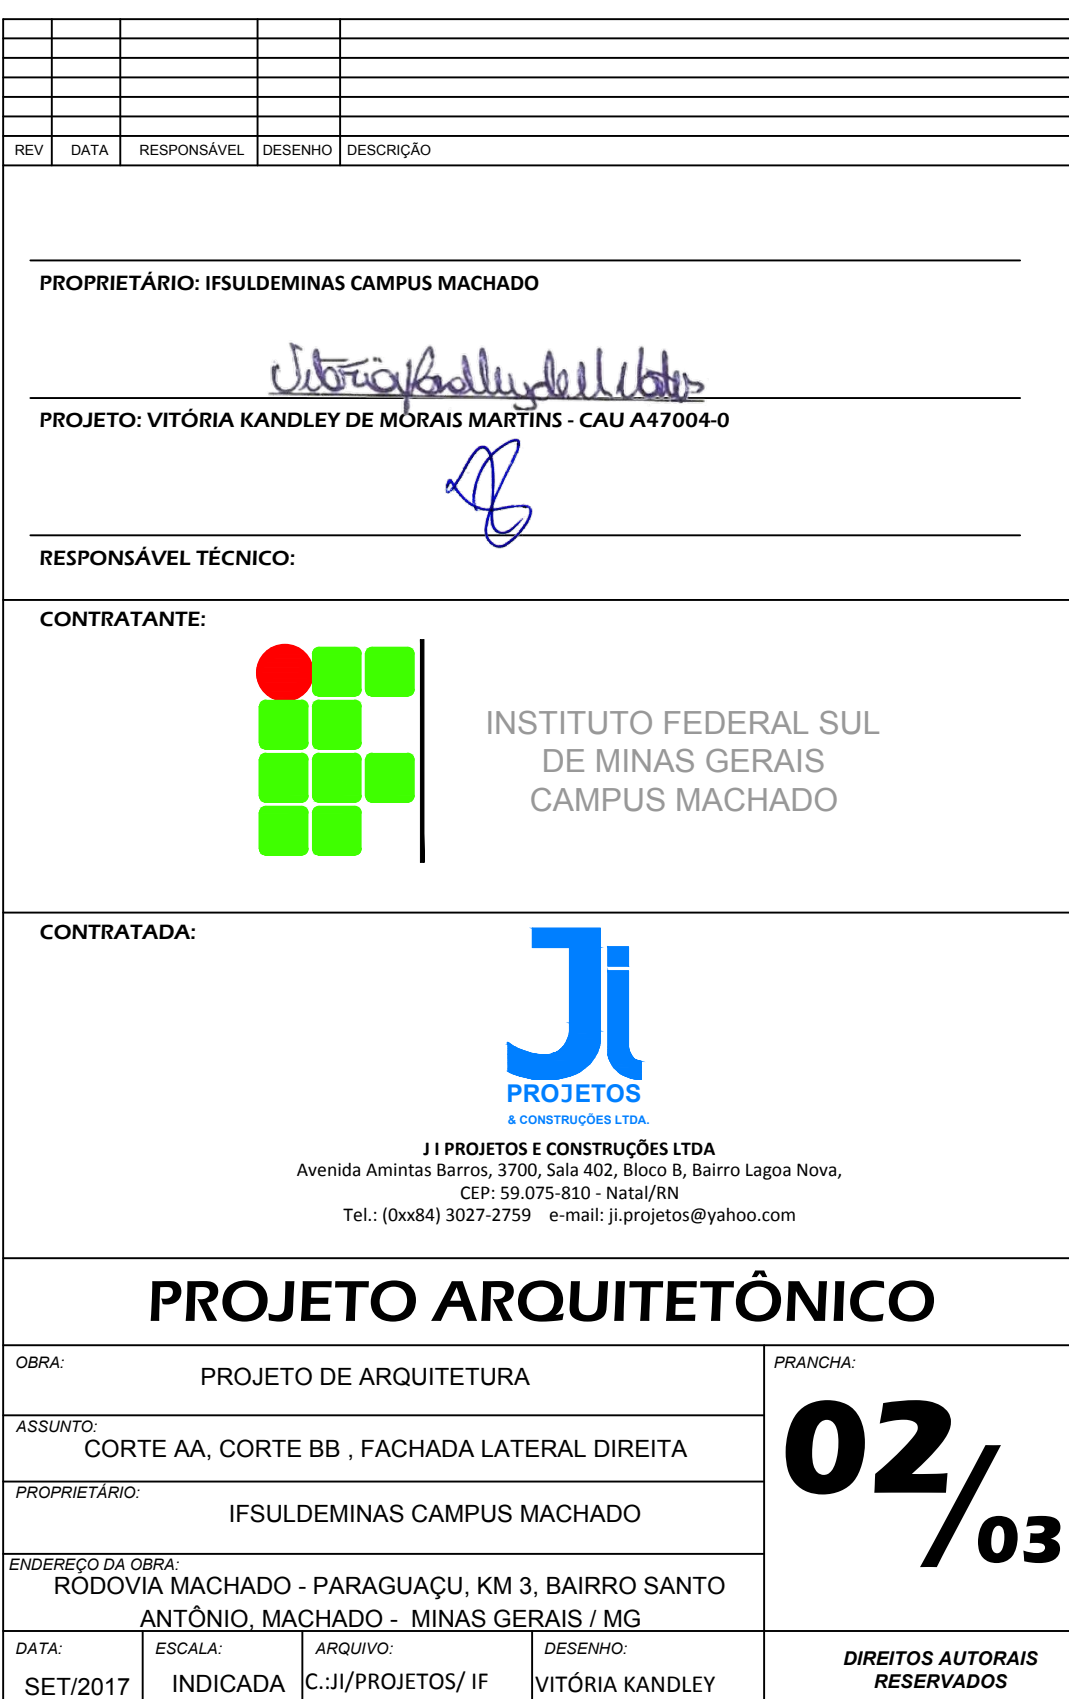 REV DATA RESPONSÁVEL DESENHO DESCRIÇÃO
PROPRIETÁRIO: IFSULDEMINAS CAMPUS MACHADO
PROJETO: VITÓRIA KANDLEY DE MORAIS MARTINS - CAU A47004-0
RESPONSÁVEL TÉCNICO:
CONTRATANTE:
INSTITUTO FEDERAL SUL
DE MINAS GERAIS
CAMPUS MACHADO
CONTRATADA:
Ji
PROJETOS
& CONSTRUÇÕES LTDA.
J I PROJETOS E CONSTRUÇÕES LTDA
Avenida Amintas Barros, 3700, Sala 402, Bloco B, Bairro Lagoa Nova,
CEP: 59.075-810 - Natal/RN
Tel.: (0xx84) 3027-2759 e-mail: ji.projetos@yahoo.com
PROJETO ARQUITETÔNICO
OBRA:
PROJETO DE ARQUITETURA
ASSUNTO:
CORTE AA, CORTE BB , FACHADA LATERAL DIREITA
PROPRIETÁRIO:
IFSULDEMINAS CAMPUS MACHADO
ENDEREÇO DA OBRA:
RODOVIA MACHADO - PARAGUAÇU, KM 3, BAIRRO SANTO
ANTÔNIO, MACHADO - MINAS GERAIS / MG
PRANCHA:
02/03
DATA:
SET/2017
ESCALA:
INDICADA
ARQUIVO:
C.:JI/PROJETOS/ IF
DESENHO:
VITÓRIA KANDLEY
DIREITOS AUTORAIS
RESERVADOS